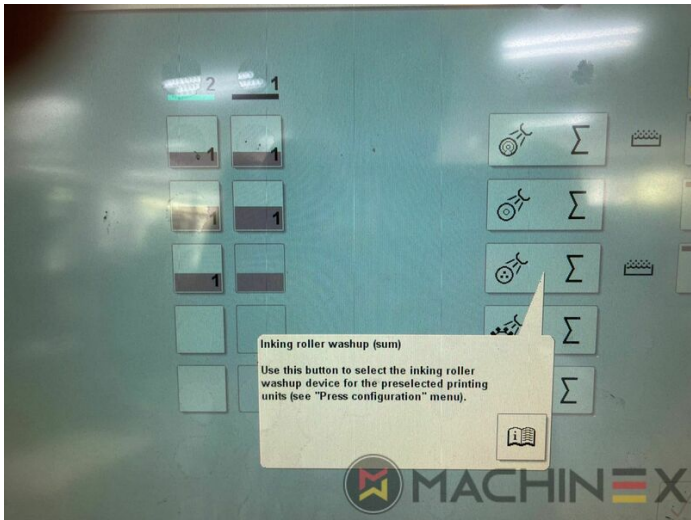 2 1
1 1 Σ
1 1 Σ
1 Σ
Σ
Σ
Inking roller washup (sum)
Use this button to select the inking roller
washup device for the preselected printing
units (see "Press configuration" menu).
MACHINEX